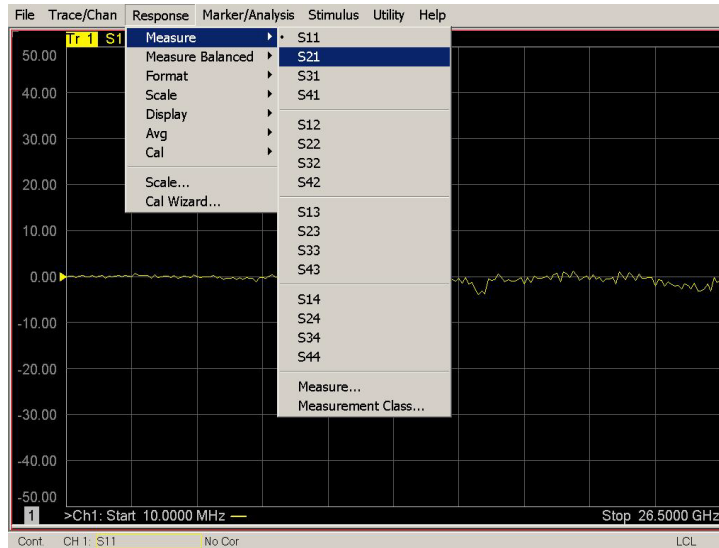 File Trace/Chan Response Marker/Analysis Stimulus Utility Help
Tr 1 S1
Measure
Measure Balanced
Format
Scale
Display
Avg
Cal
Scale...
Cal Wizard...
S11
S21
S31
S41
S12
S22
S32
S42
S13
S23
S33
S43
S14
S24
S34
S44
Measure...
Measurement Class...
50.00
40.00
30.00
20.00
10.00
0.00
-10.00
-20.00
-30.00
-40.00
-50.00
1 >Ch1: Start 10.0000 MHz — Stop 26.5000 GHz
Cont. CH 1: S11 No Cor LCL